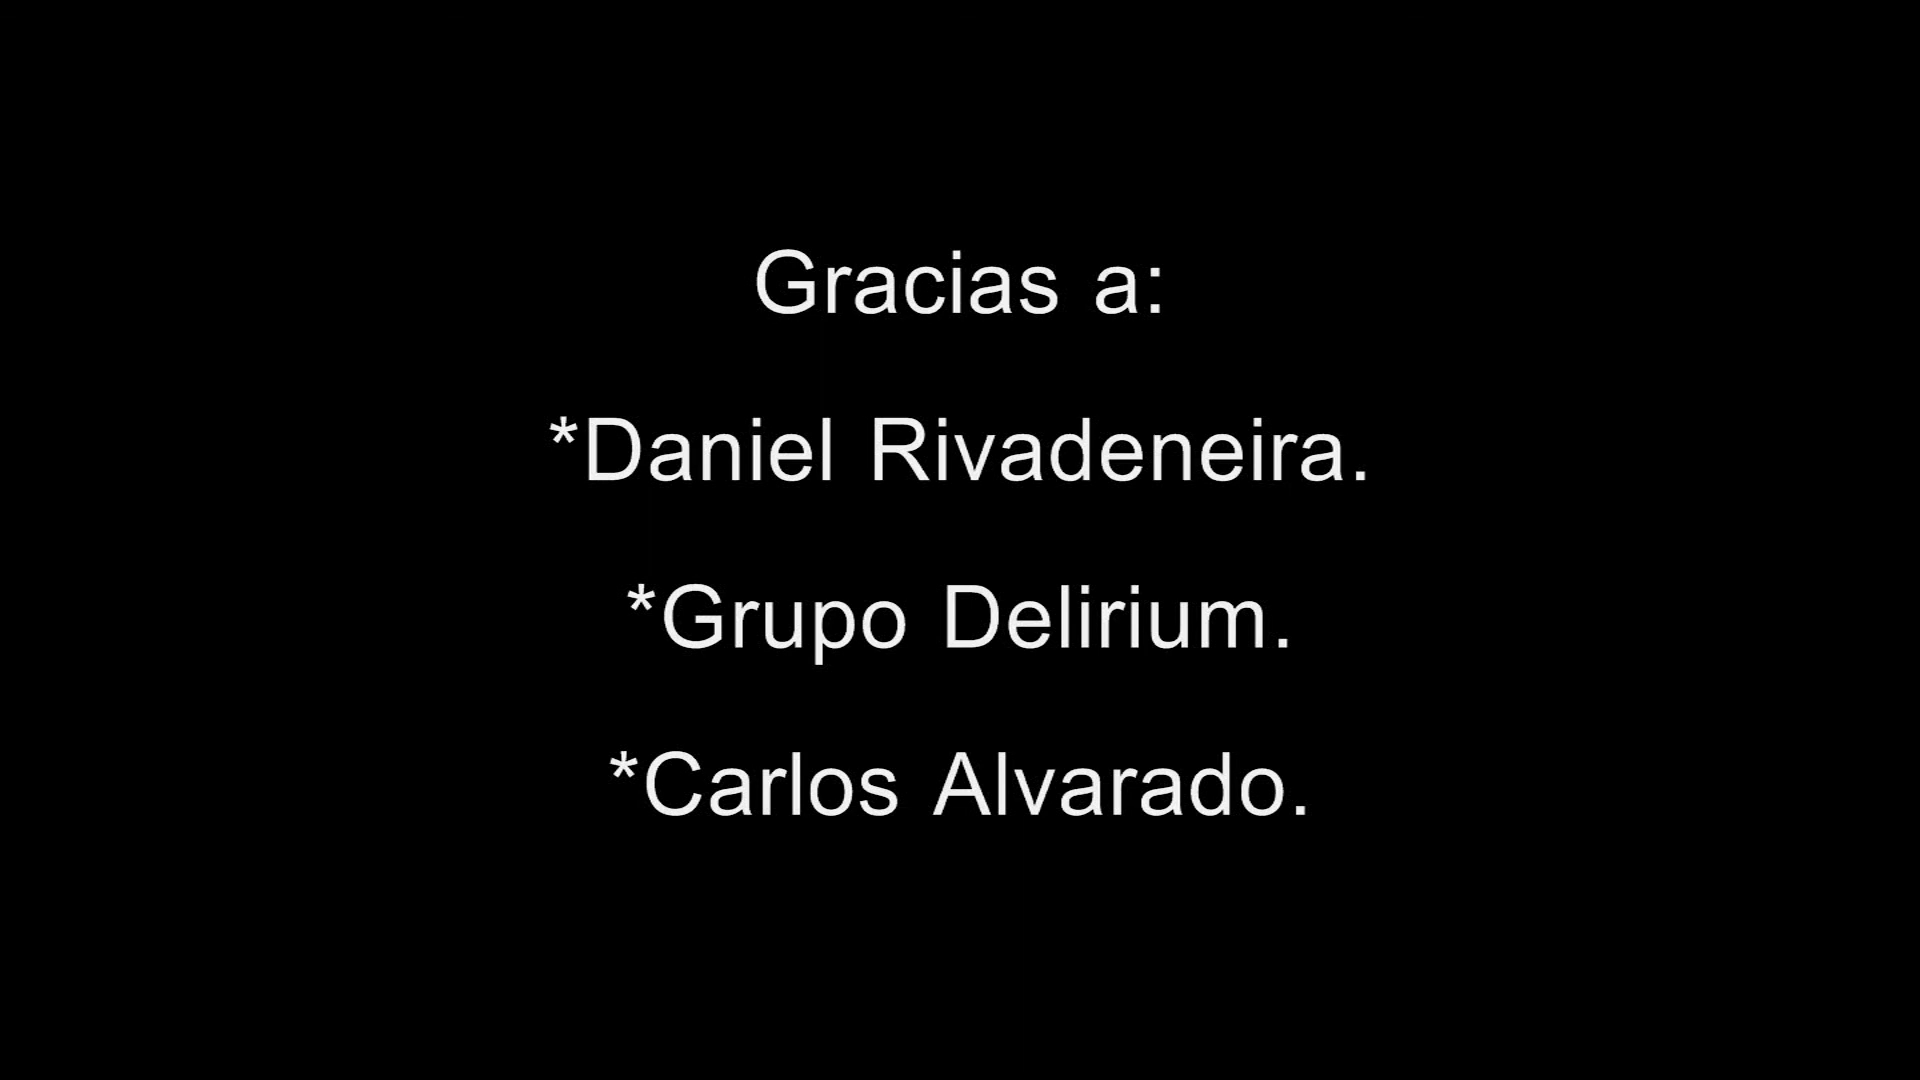 Gracias a:
*Daniel Rivadeneira.
*Grupo Delirium.
*Carlos Alvarado.